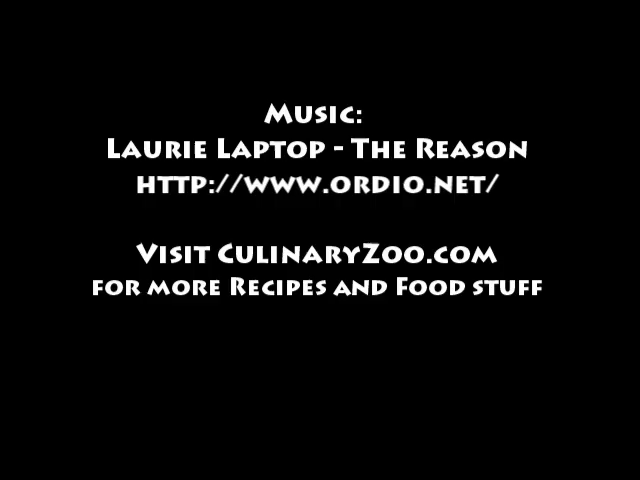 Music:
Laurie Laptop - The Reason
http://www.ordio.net/
Visit CulinaryZoo.com
for more Recipes and Food stuff